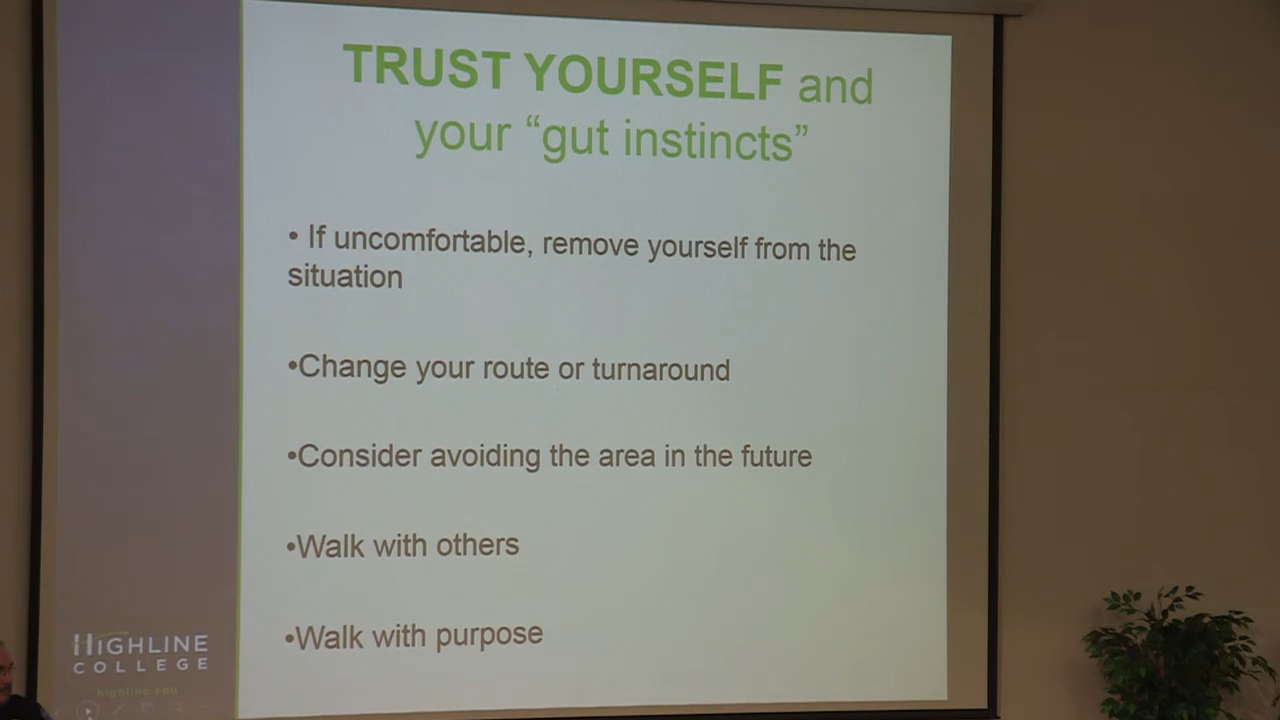 TRUST YOURSELF and
your “gut instincts”
• If uncomfortable, remove yourself from the
situation
•Change your route or turnaround
•Consider avoiding the area in the future
•Walk with others
•Walk with purpose
HIGHLINE
COLLEGE
highline.edu